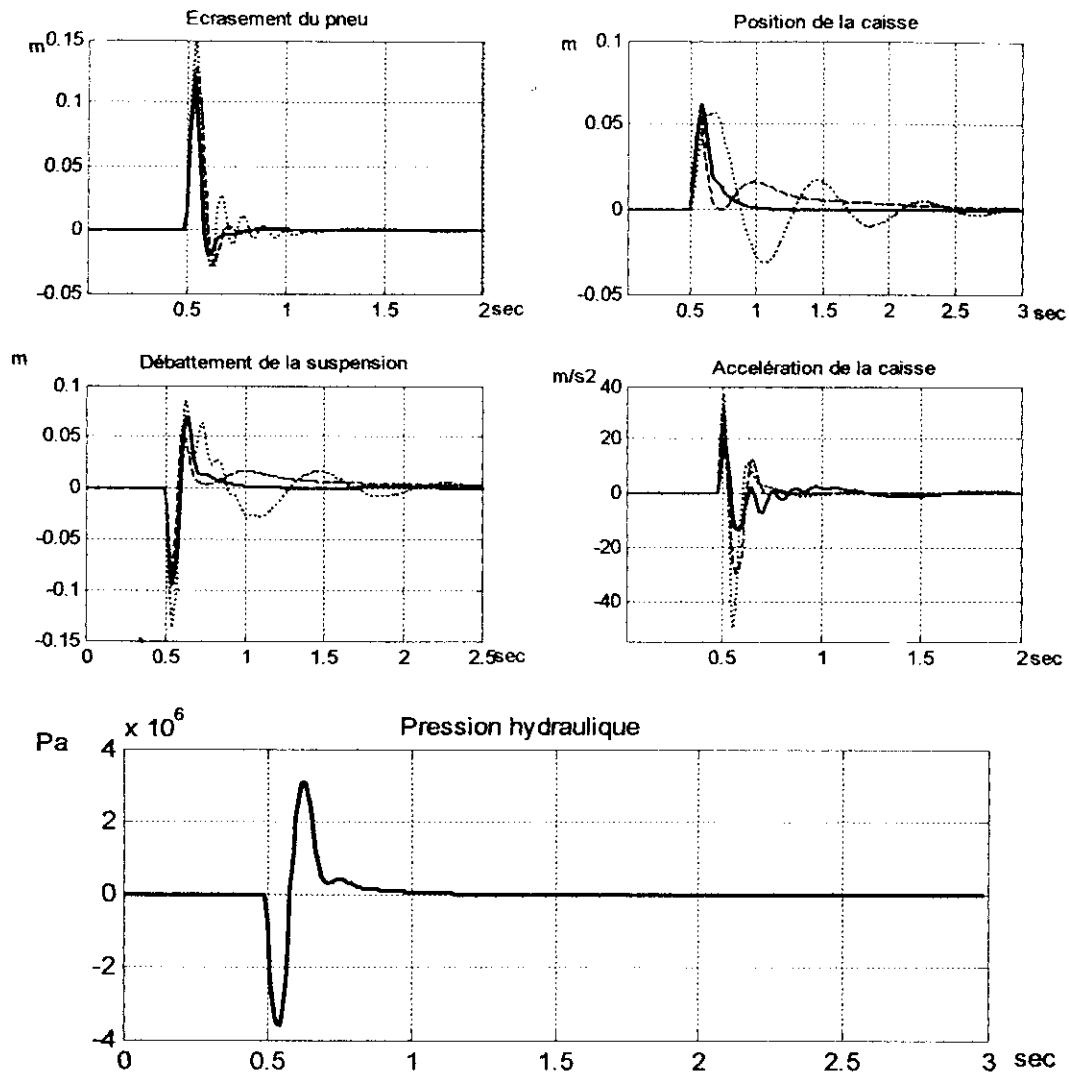 Ecrasement du pneu
m
0.15
0.1
0.05
0
-0.05
0.5
1
2sec
Position de la caisse
m
0.1
0.05
0
-0.05
0.5
1
1.5
2
2.5
3 sec
Débattement de la suspension
m
0.1
0.05
0
-0.05
-0.1
-0.15
0
0.5
1
1.5
2
2.5sec
Accelération de la caisse
m/s2
40
20
0
-20
-40
0.5
1
2sec
Pression hydraulique
Pa
x 10^6
4
2
0
-2
-4
0
0.5
1
1.5
2
2.5
3
sec